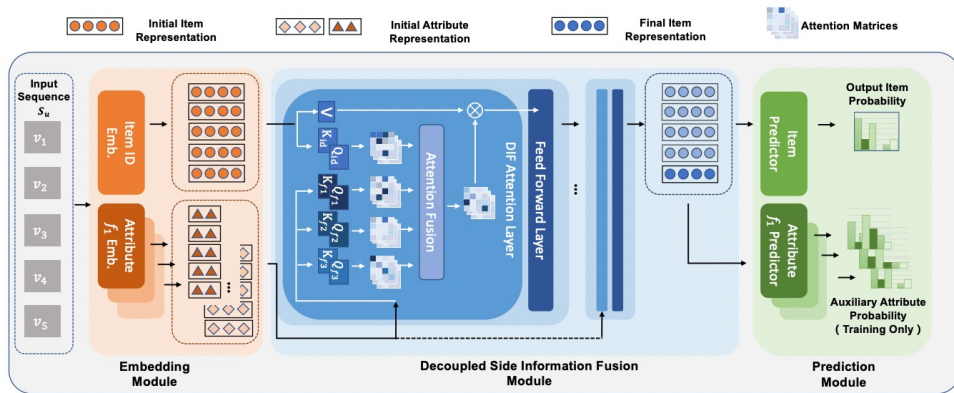 Initial Item
Representation
Initial Attribute
Representation
Final Item
Representation
Attention Matrices
Input
Sequence
s_u
v_1
v_2
v_3
v_4
v_5
Item ID
Emb.
Attribute
f_1 Emb.
...
Embedding
Module
V
K_id
Q_id
K_f1
Q_f1
K_f2
Q_f2
K_f3
Q_f3
Attention Fusion
DIF Attention Layer
Feed Forward Layer
...
Decoupled Side Information Fusion
Module
Item
Predictor
Attribute
f_1 Predictor
Output Item
Probability
Auxiliary Attribute
Probability
( Training Only )
Prediction
Module